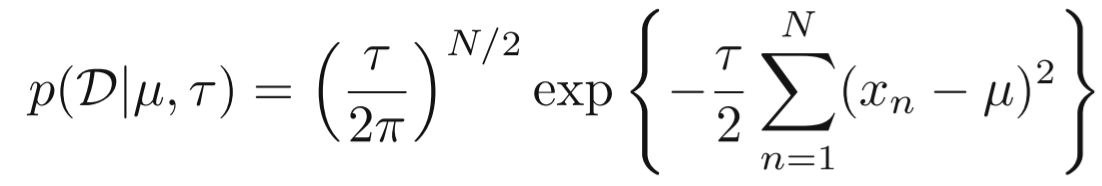 p(𝒟|μ, τ) = (τ/2π)^{N/2} exp{−τ/2 ∑_{n=1}^{N} (x_n − μ)^2}